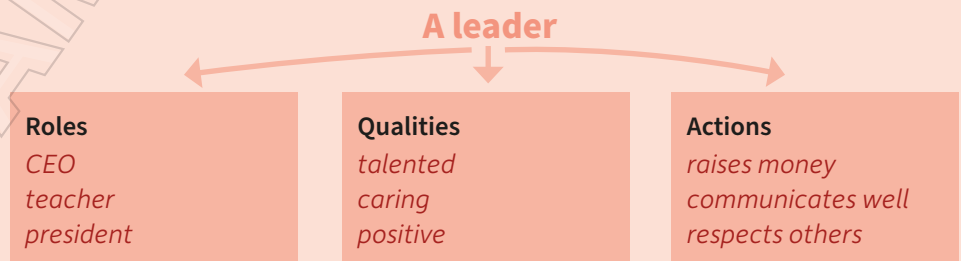 A leader
Roles
CEO
teacher
president
Qualities
talented
caring
positive
Actions
raises money
communicates well
respects others